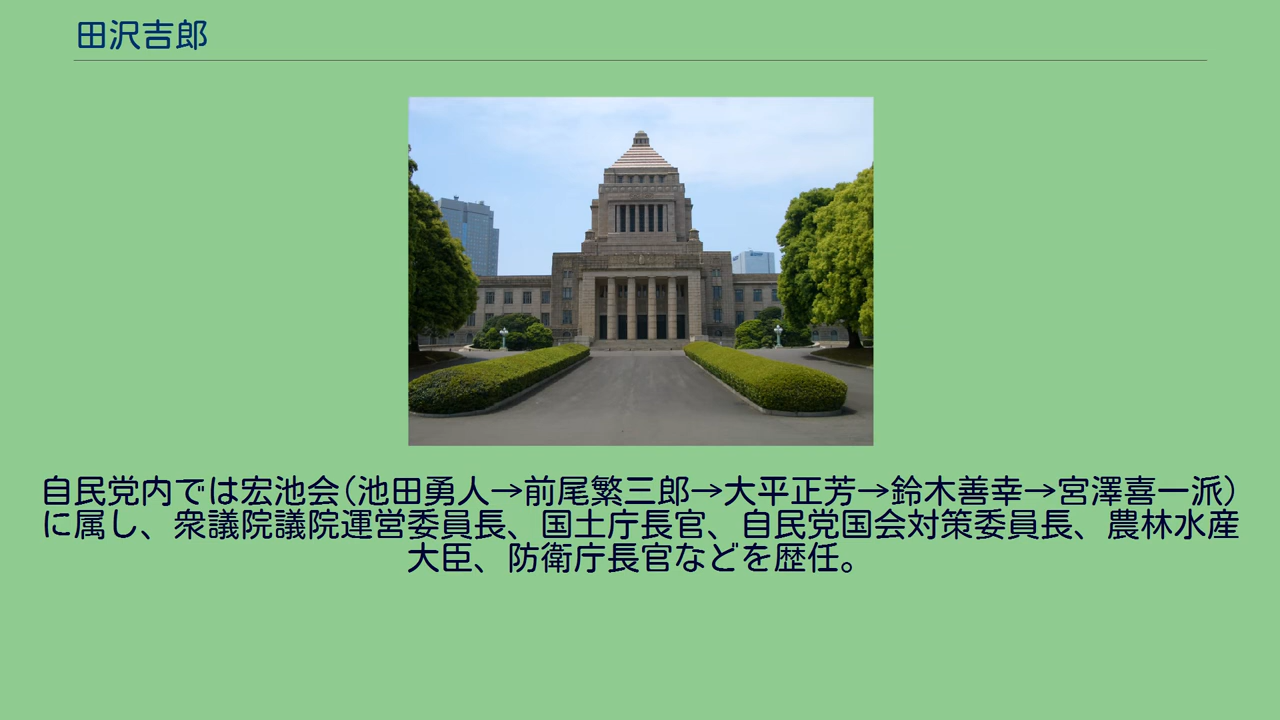 田沢吉郎
自民党内では宏池会(池田勇人→前尾繁三郎→大平正芳→鈴木善幸→宮澤喜一派)
に属し、衆議院議院運営委員長、国土庁長官、自民党国会対策委員長、農林水産
大臣、防衛庁長官などを歴任。